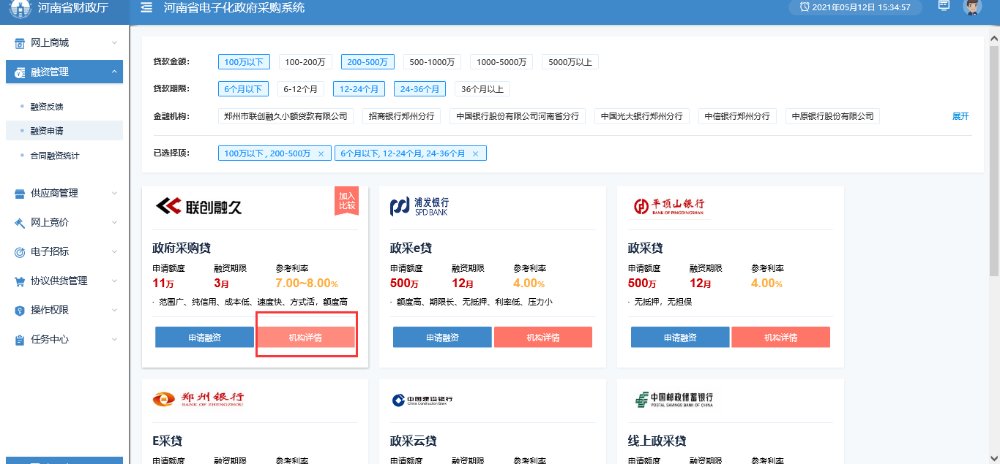 河南省财政厅
河南省电子化政府采购系统
2021年05月12日 15:34:57
网上商城
融资管理
融资反馈
融资申请
合同融资统计
供应商管理
网上竞价
电子招标
协议供货管理
操作权限
任务中心
贷款金额: 100万以下 100-200万 200-500万 500-1000万 1000-5000万 5000万以上
贷款期限: 6个月以下 6-12个月 12-24个月 24-36个月 36个月以上
金融机构: 郑州市联创融久小额贷款有限公司 招商银行郑州分行 中国银行股份有限公司河南省分行 中国光大银行郑州分行 中信银行郑州分行 中原银行股份有限公司 展开
已选择项: 100万以下 , 200-500万 × 6个月以下, 12-24个月, 24-36个月 ×
联创融久
加入
比较
政府采购贷
申请额度 融资期限 参考利率
11万 3月 7.00~8.00%
· 范围广、纯信用、成本低、速度快、方式活，额度高
申请融资 机构详情
浦发银行
SPD BANK
政采e贷
申请额度 融资期限 参考利率
500万 12月 4.00%
· 额度高、期限长、无抵押、利率低、压力小
申请融资 机构详情
平顶山银行
BANK OF PINGDINGSHAN
政采贷
申请额度 融资期限 参考利率
500万 12月 4.00%
· 无抵押，无担保
申请融资 机构详情
郑州银行
BANK OF ZHENGZHOU
E采贷
申请额度 融资期限 参考利率
中国建设银行
China Construction Bank
政采云贷
申请额度 融资期限 参考利率
中国邮政储蓄银行
POSTAL SAVINGS BANK OF CHINA
线上政采贷
申请额度 融资期限 参考利率